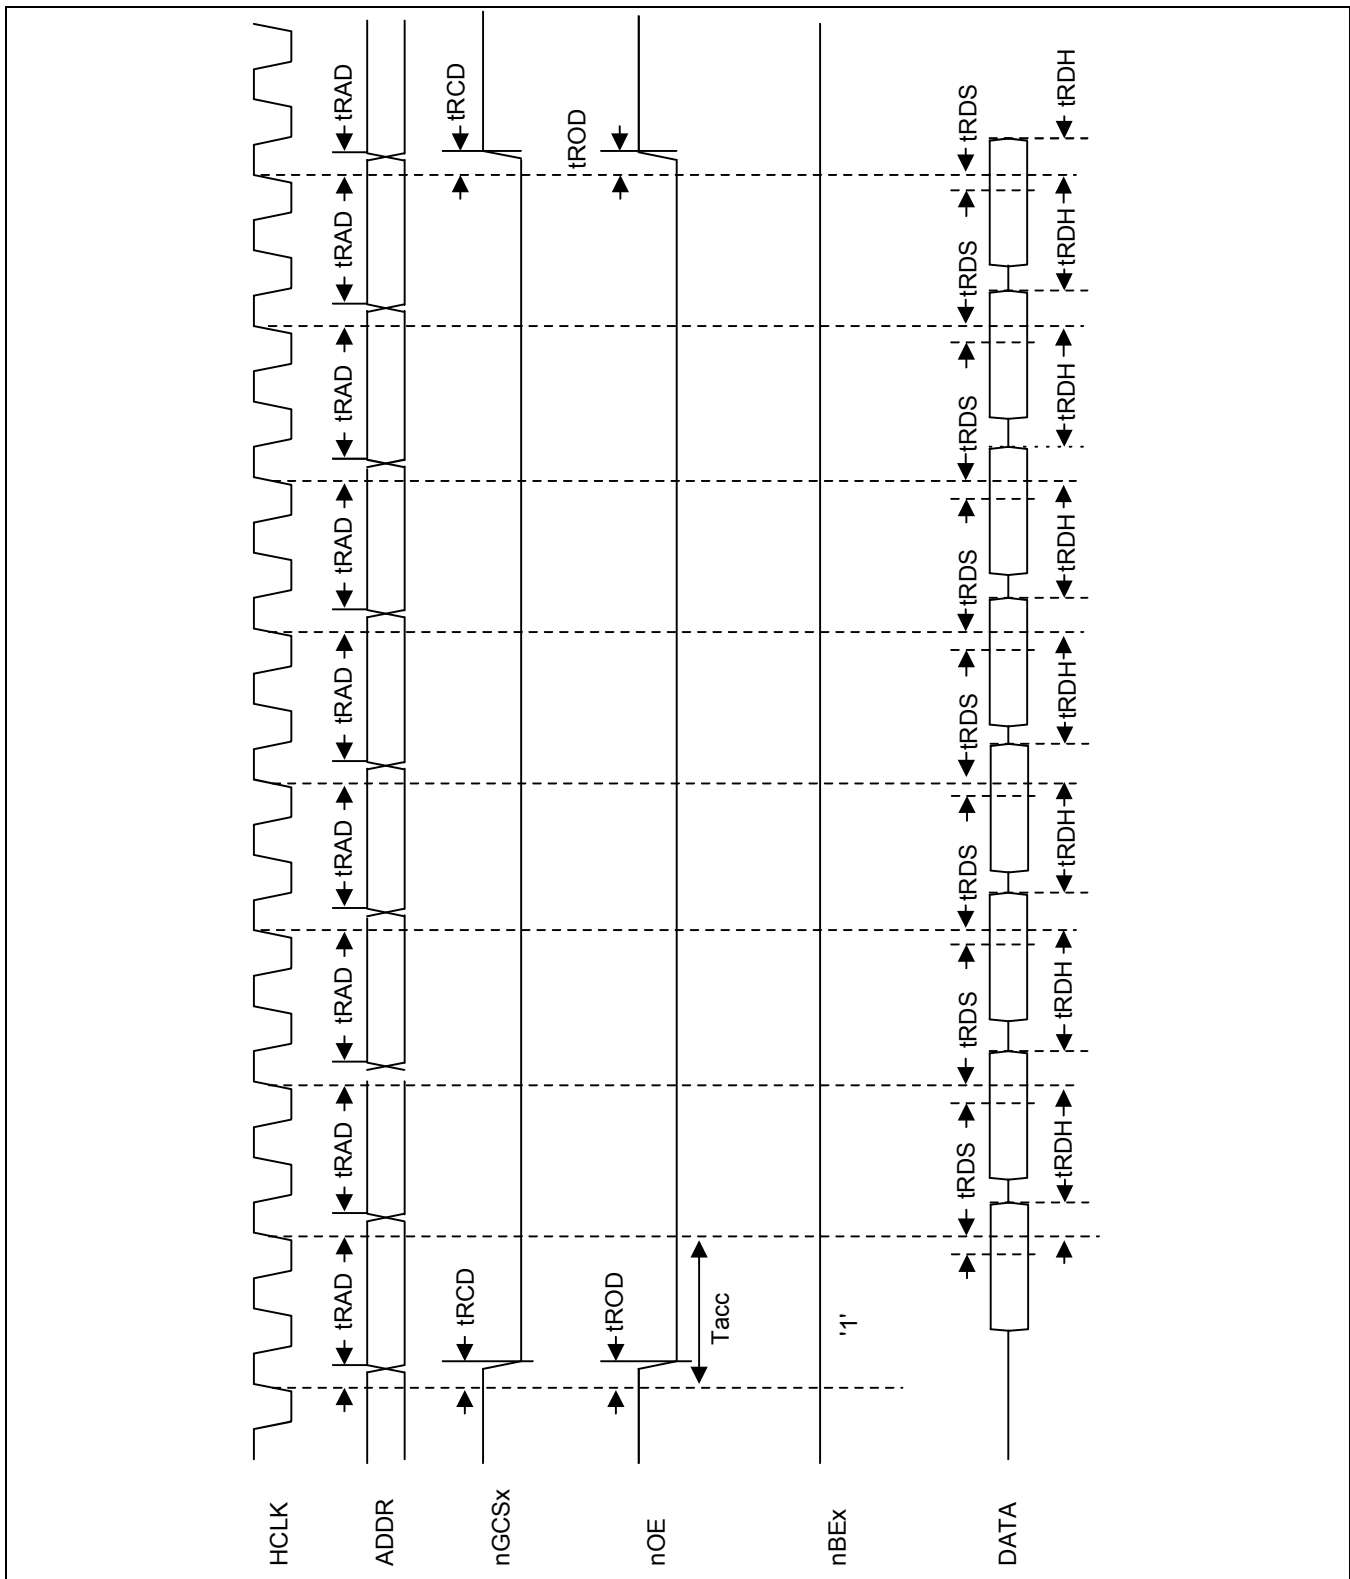 HCLK
tRAD tRAD tRAD tRAD tRAD tRAD tRAD tRAD tRAD
ADDR
tRCD tRCD
nGCSx
tROD tROD
nOE
Tacc
'1'
nBEx
tRDS tRDS tRDS tRDS tRDS tRDS tRDS tRDS
DATA
tRDH tRDH tRDH tRDH tRDH tRDH tRDH tRDH